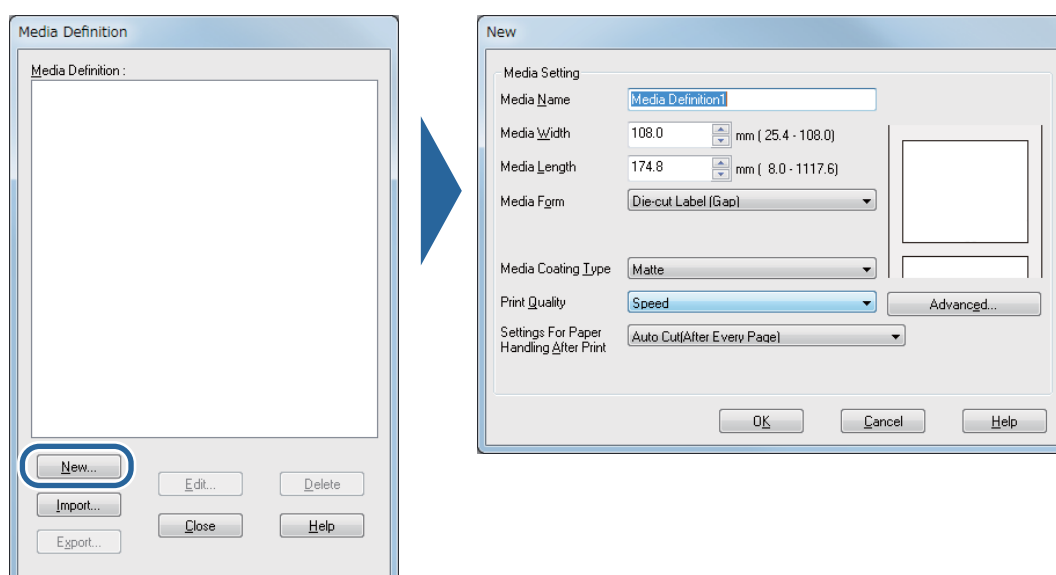 Media Definition
Media Definition :
New...
Edit...
Delete
Import...
Close
Help
Export...
New
Media Setting
Media Name
Media Definition1
Media Width
108.0
mm ( 25.4 - 108.0)
Media Length
174.8
mm (  8.0 - 1117.6)
Media Form
Die-cut Label (Gap)
Media Coating Type
Matte
Print Quality
Speed
Advanced...
Settings For Paper
Handling After Print
Auto Cut(After Every Page)
OK
Cancel
Help